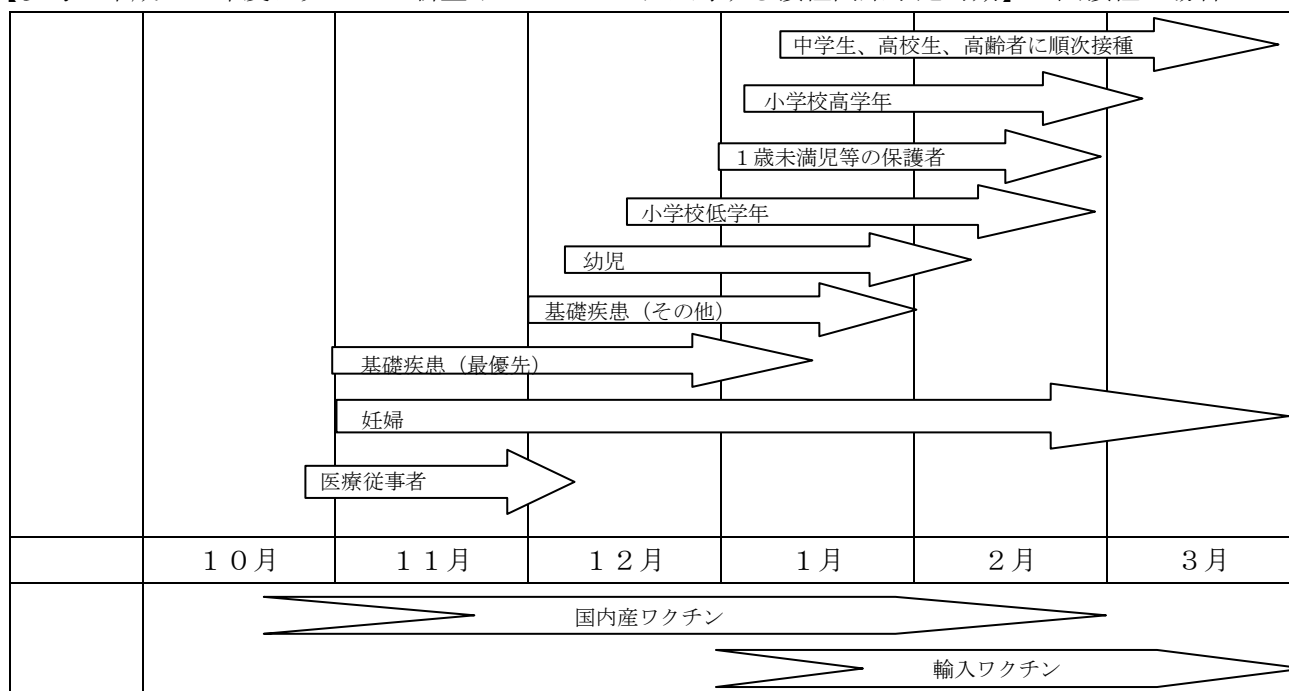 中学生、高校生、高齢者に順次接種
小学校高学年
１歳未満児等の保護者
小学校低学年
幼児
基礎疾患（その他）
基礎疾患（最優先）
妊婦
医療従事者
１０月 １１月 １２月 １月 ２月 ３月
国内産ワクチン
輸入ワクチン